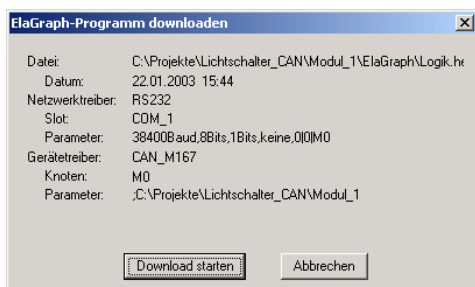 ElaGraph-Programm downloaden
Datei: C:\Projekte\Lichtschalter_CAN\Modul_1\ElaGraph\Logik.he
Datum: 22.01.2003 15:44
Netzwerktreiber: RS232
Slot: COM_1
Parameter: 38400Baud,8Bits,1Bits,keine,0|0|M0
Gerätetreiber: CAN_M167
Knoten: M0
Parameter: ;C:\Projekte\Lichtschalter_CAN\Modul_1
Download starten Abbrechen